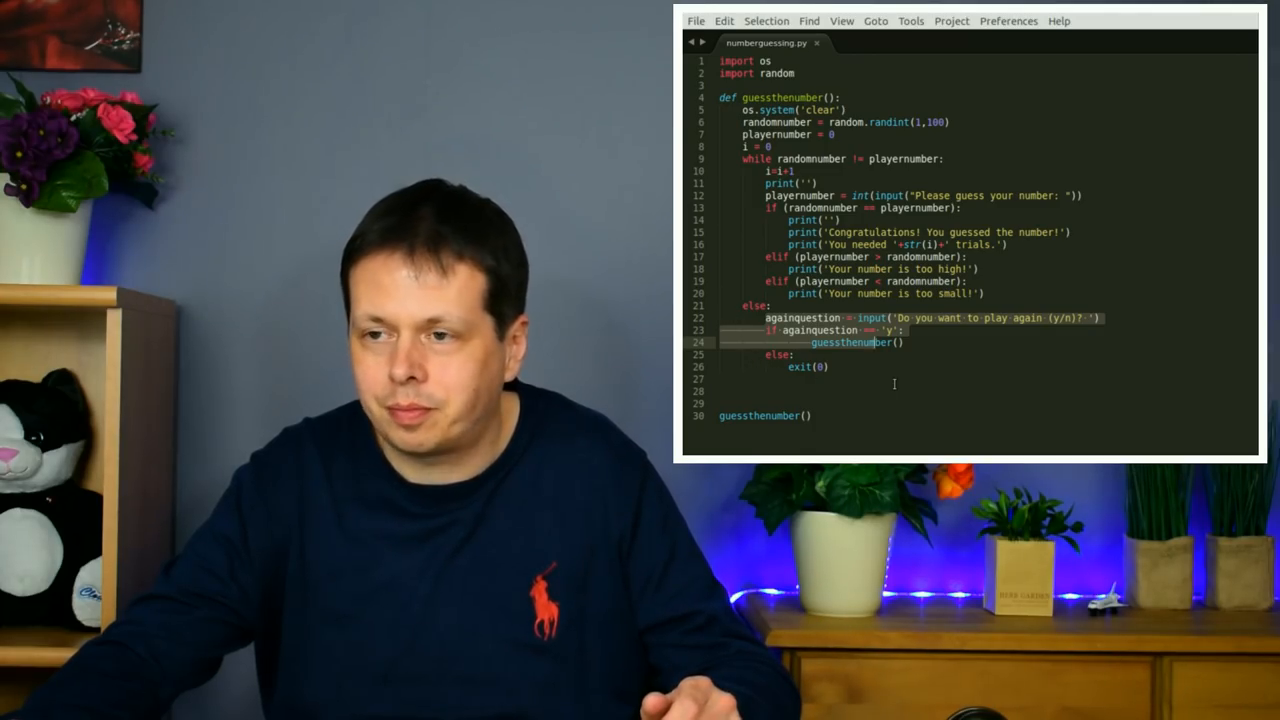 File Edit Selection Find View Goto Tools Project Preferences Help
numberguessing.py ×
1 import os
2 import random
3
4 def guessthenumber():
5 os.system('clear')
6 randomnumber = random.randint(1,100)
7 playernumber = 0
8 i = 0
9 while randomnumber != playernumber:
10 i=i+1
11 print('')
12 playernumber = int(input("Please guess your number: "))
13 if (randomnumber == playernumber):
14 print('')
15 print('Congratulations! You guessed the number!')
16 print('You needed '+str(i)+' trials.')
17 elif (playernumber > randomnumber):
18 print('Your number is too high!')
19 elif (playernumber < randomnumber):
20 print('Your number is too small!')
21 else:
22 againquestion = input('Do you want to play again (y/n)? ')
23 if againquestion == 'y':
24 guessthenumber()
25 else:
26 exit(0)
27
28
29
30 guessthenumber()
HERB GARDEN